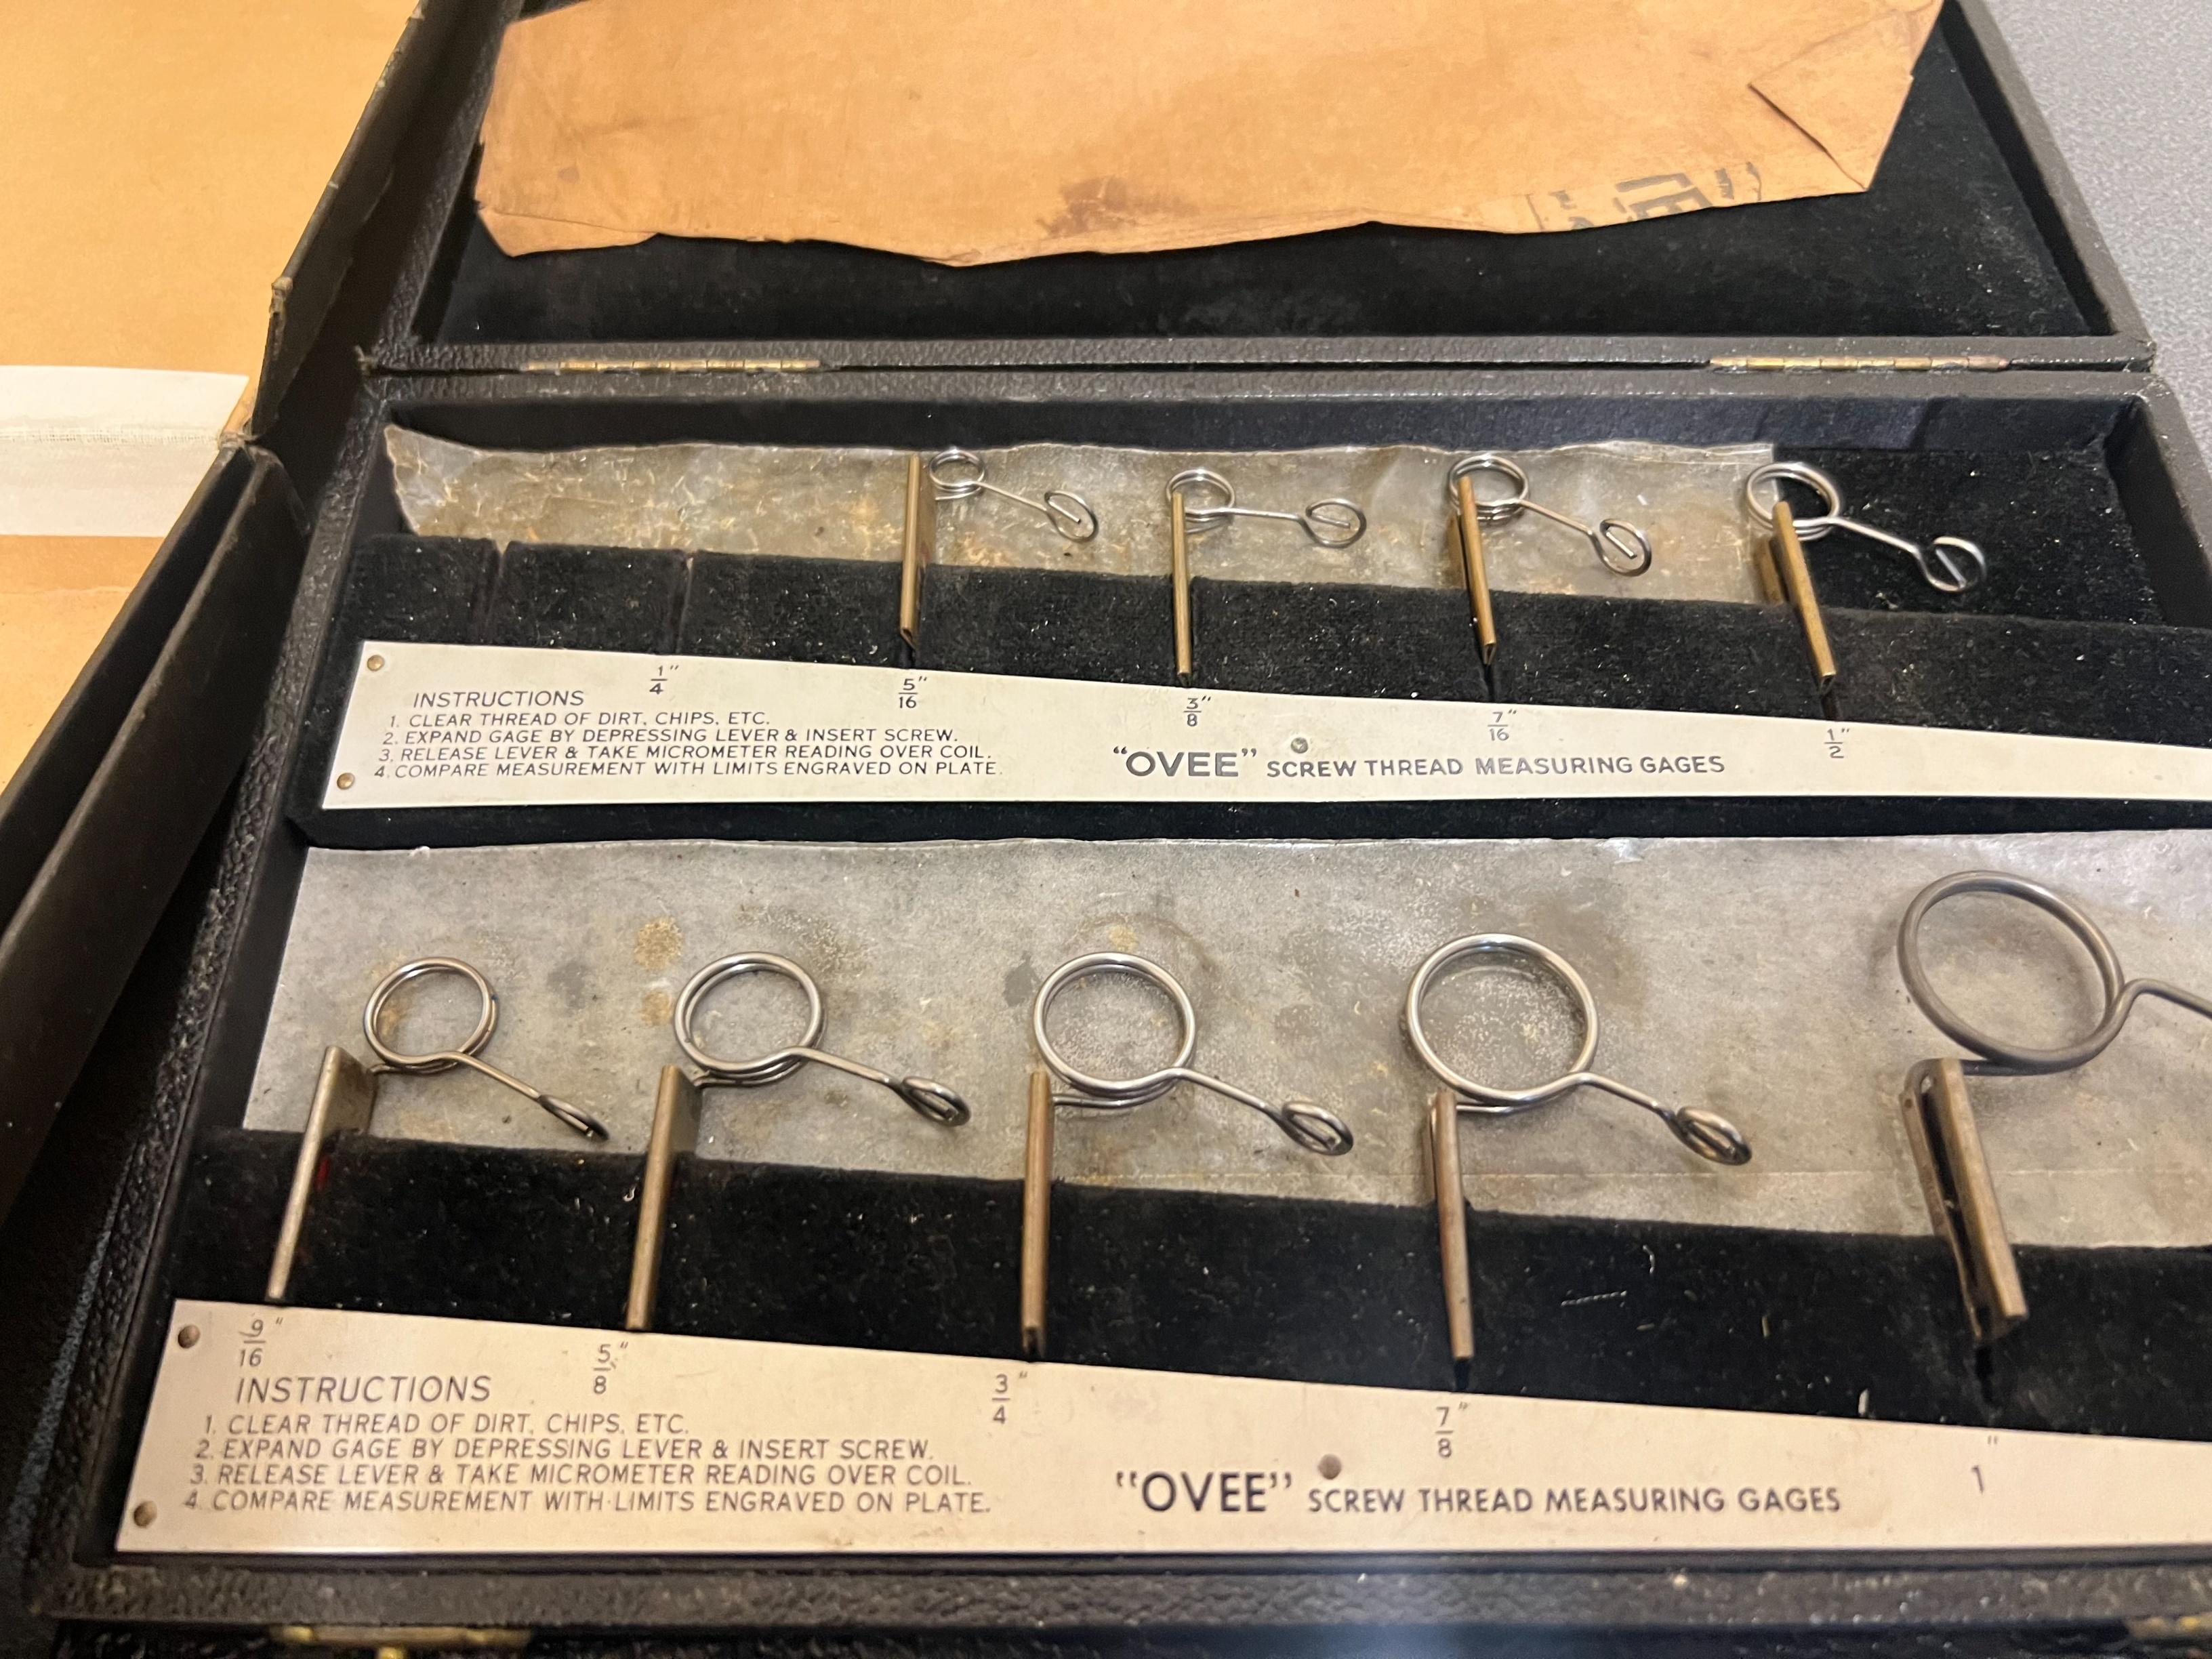 1/4"
5/16"
3/8"
7/16"
1/2"
INSTRUCTIONS
1. CLEAR THREAD OF DIRT, CHIPS, ETC.
2. EXPAND GAGE BY DEPRESSING LEVER & INSERT SCREW.
3. RELEASE LEVER & TAKE MICROMETER READING OVER COIL.
4. COMPARE MEASUREMENT WITH LIMITS ENGRAVED ON PLATE.
"OVEE" SCREW THREAD MEASURING GAGES
9/16"
5/8"
3/4"
7/8"
1"
INSTRUCTIONS
1. CLEAR THREAD OF DIRT, CHIPS, ETC.
2. EXPAND GAGE BY DEPRESSING LEVER & INSERT SCREW.
3. RELEASE LEVER & TAKE MICROMETER READING OVER COIL.
4. COMPARE MEASUREMENT WITH LIMITS ENGRAVED ON PLATE.
"OVEE" SCREW THREAD MEASURING GAGES